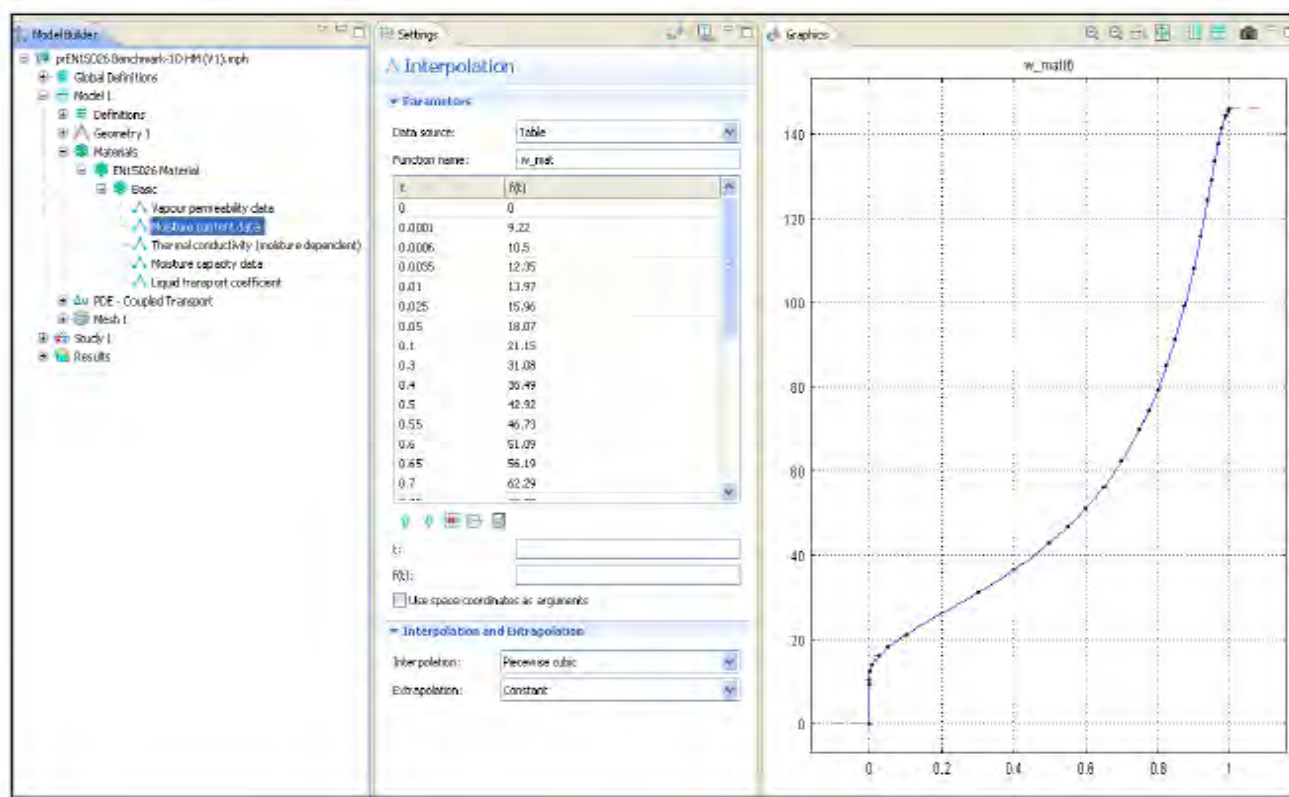 Model Builder
prEN15026 Benchmark-1D HM (V1).mph
Global Definitions
Model 1
Definitions
Geometry 1
Materials
EN15026 Material
Basic
Vapour permeability data
Moisture content data
Thermal conductivity (moisture dependent)
Moisture capacity data
Liquid transport coefficient
Δu PDE - Coupled Transport
Mesh 1
Study 1
Results
Settings
Interpolation
Parameters
Data source: Table
Function name: w_mat
t f(t)
0 0
0.0001 9.22
0.0006 10.5
0.0035 12.35
0.01 13.97
0.025 15.96
0.05 18.07
0.1 21.15
0.3 31.08
0.4 36.49
0.5 42.92
0.55 46.73
0.6 51.09
0.65 56.19
0.7 62.29
t:
f(t):
Use space coordinates as arguments
Interpolation and Extrapolation
Interpolation: Piecewise cubic
Extrapolation: Constant
Graphics
w_mat(t)
140
120
100
80
60
40
20
0
0 0.2 0.4 0.6 0.8 1